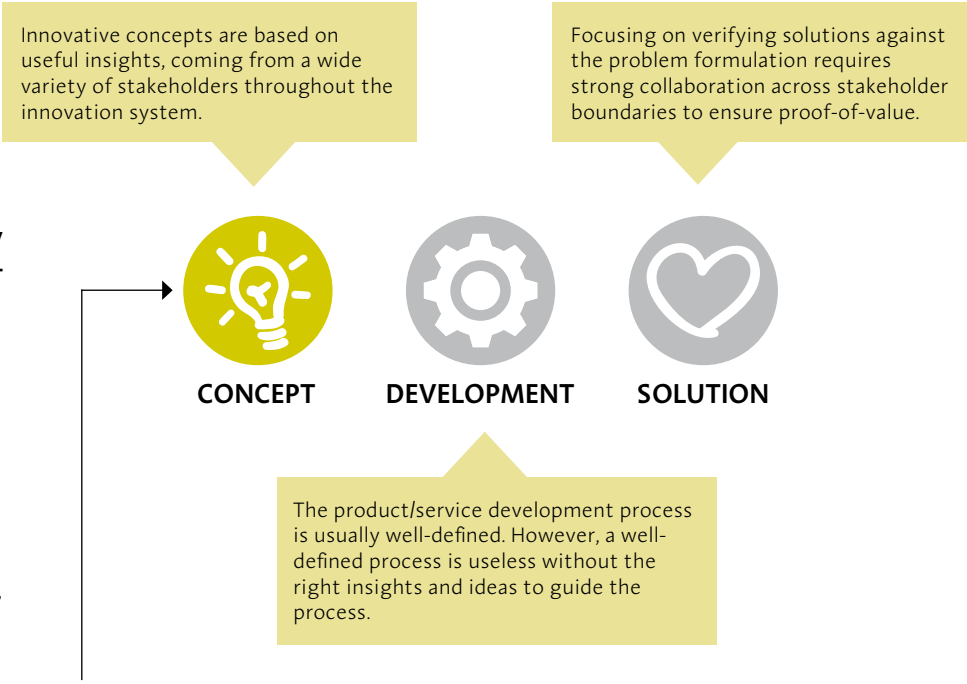 Innovative concepts are based on
useful insights, coming from a wide
variety of stakeholders throughout the
innovation system.
Focusing on verifying solutions against
the problem formulation requires
strong collaboration across stakeholder
boundaries to ensure proof-of-value.
CONCEPT
DEVELOPMENT
SOLUTION
The product/service development process
is usually well-defined. However, a well-
defined process is useless without the
right insights and ideas to guide the
process.